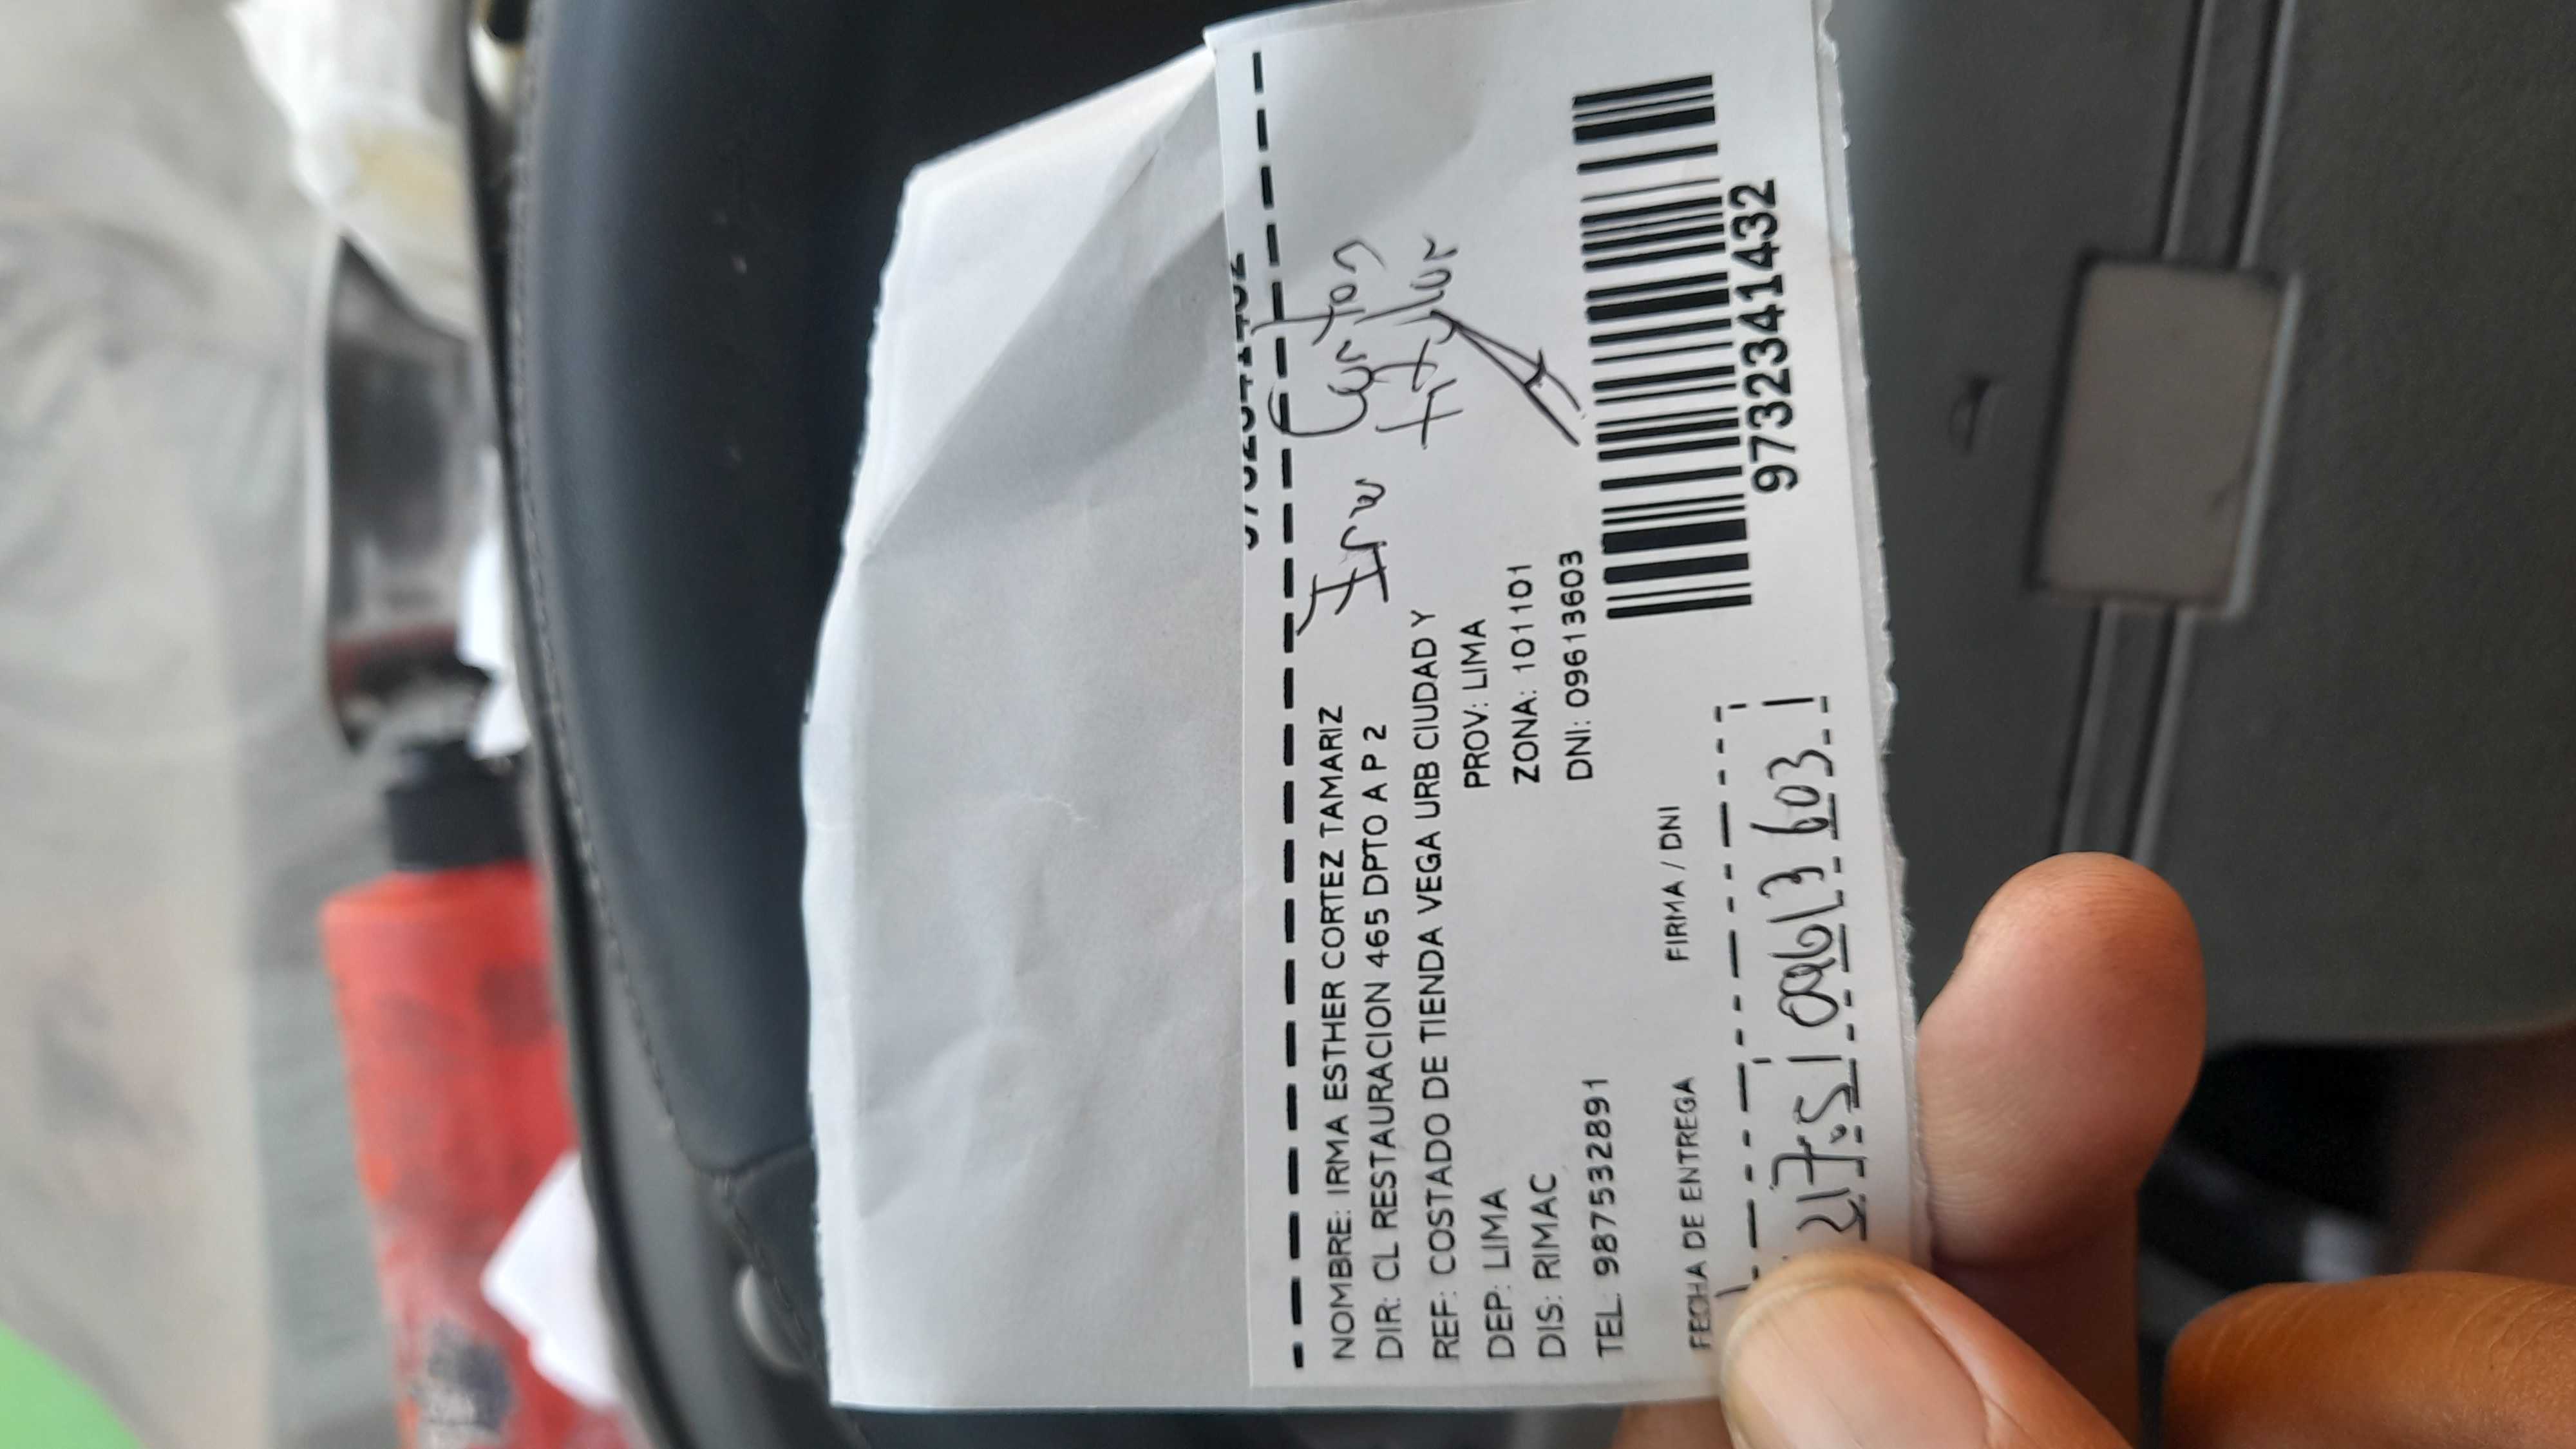 NOMBRE: IRMA ESTHER CORTEZ TAMARIZ
DIR: CL RESTAURACION 465 DPTO A P 2
REF: COSTADO DE TIENDA VEGA URB CIUDAD Y
DEP: LIMA PROV: LIMA
DIS: RIMAC ZONA: 101101
TEL: 987532891 DNI: 09613603
FECHA DE ENTREGA FIRMA / DNI
09613603
973234141432